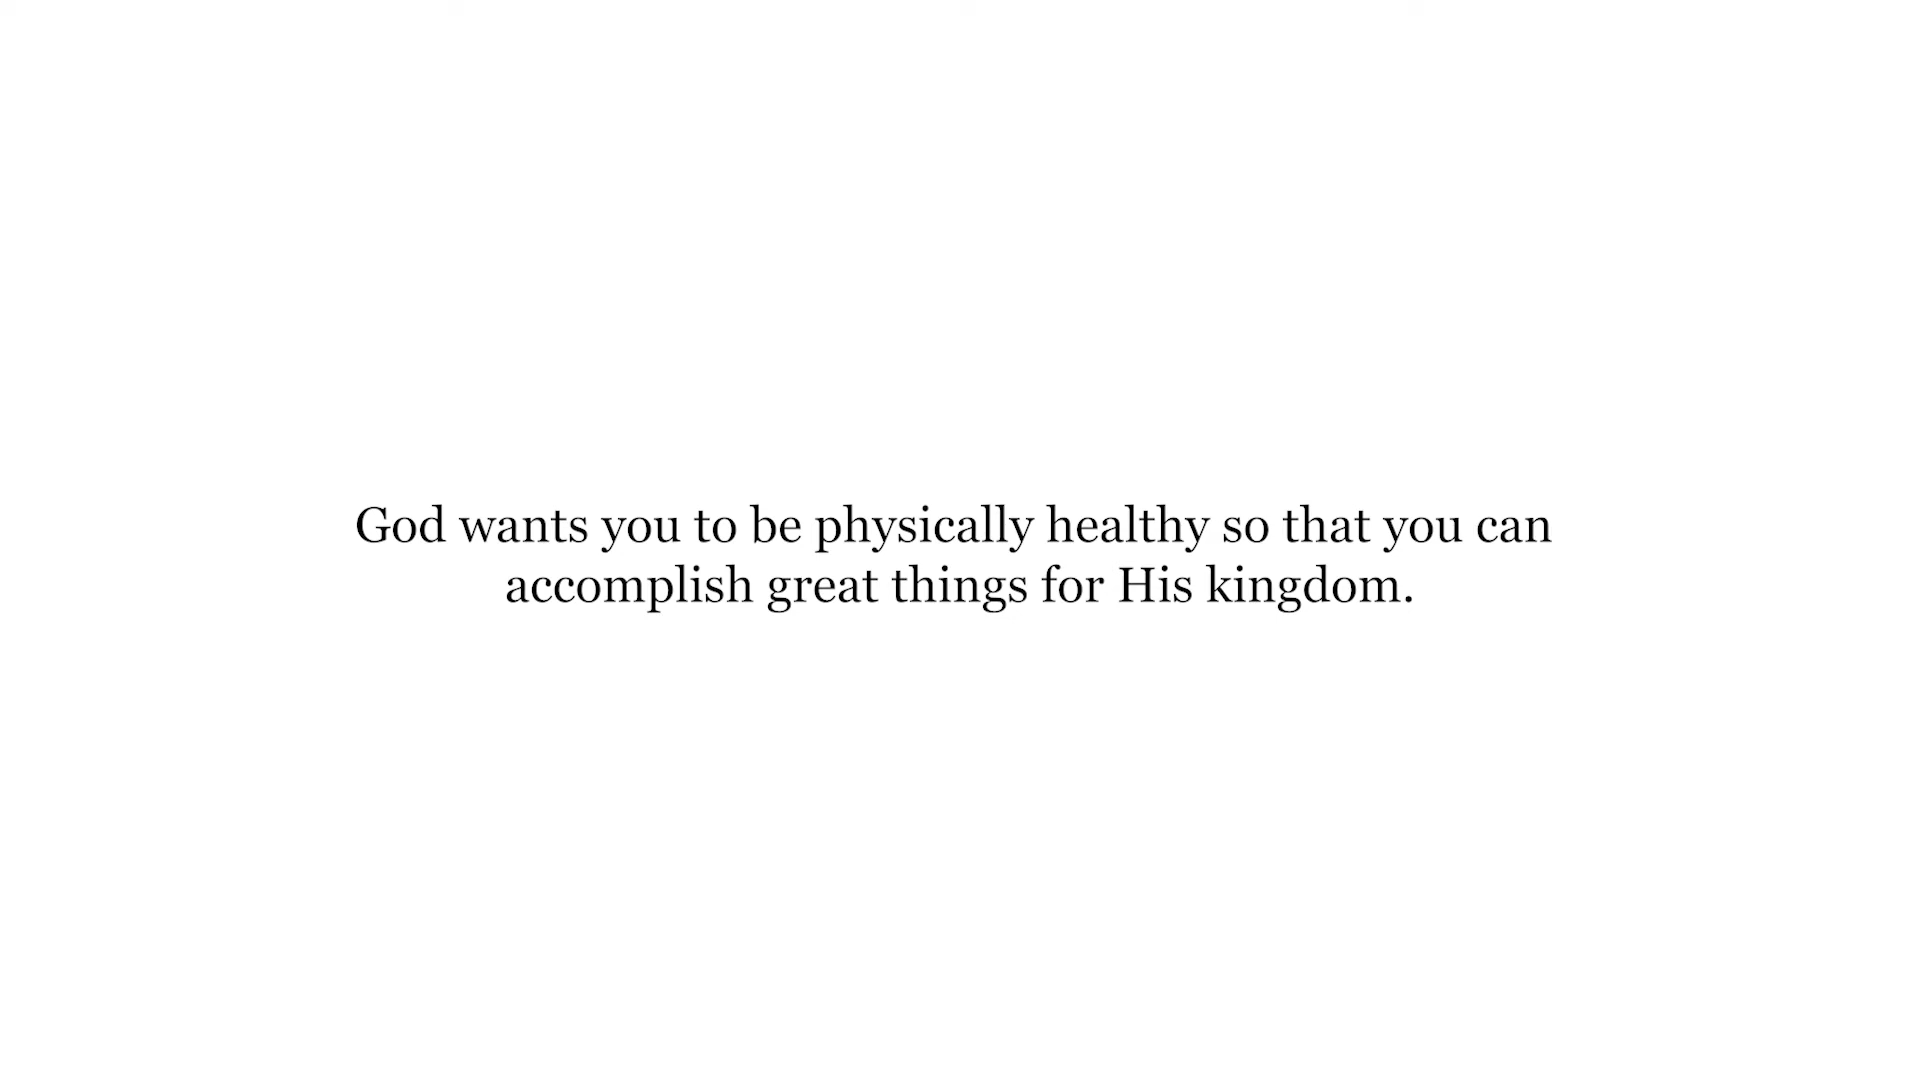 God wants you to be physically healthy so that you can
accomplish great things for His kingdom.